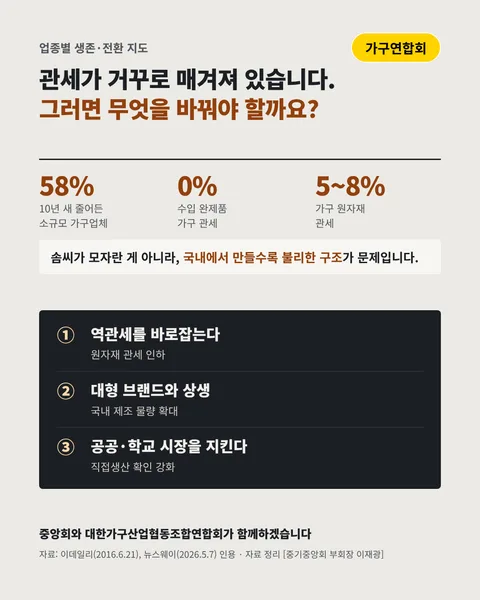 업종별 생존·전환 지도
가구연합회
관세가 거꾸로 매겨져 있습니다.
그러면 무엇을 바꿔야 할까요?
58%
10년 새 줄어든
소규모 가구업체
0%
수입 완제품
가구 관세
5~8%
가구 원자재
관세
솜씨가 모자란 게 아니라, 국내에서 만들수록 불리한 구조가 문제입니다.
① 역관세를 바로잡는다
원자재 관세 인하
② 대형 브랜드와 상생
국내 제조 물량 확대
③ 공공·학교 시장을 지킨다
직접생산 확인 강화
중앙회와 대한가구산업협동조합연합회가 함께하겠습니다
자료: 이데일리(2016.6.21), 뉴스웨이(2026.5.7) 인용 · 자료 정리 [중기중앙회 부회장 이재광]